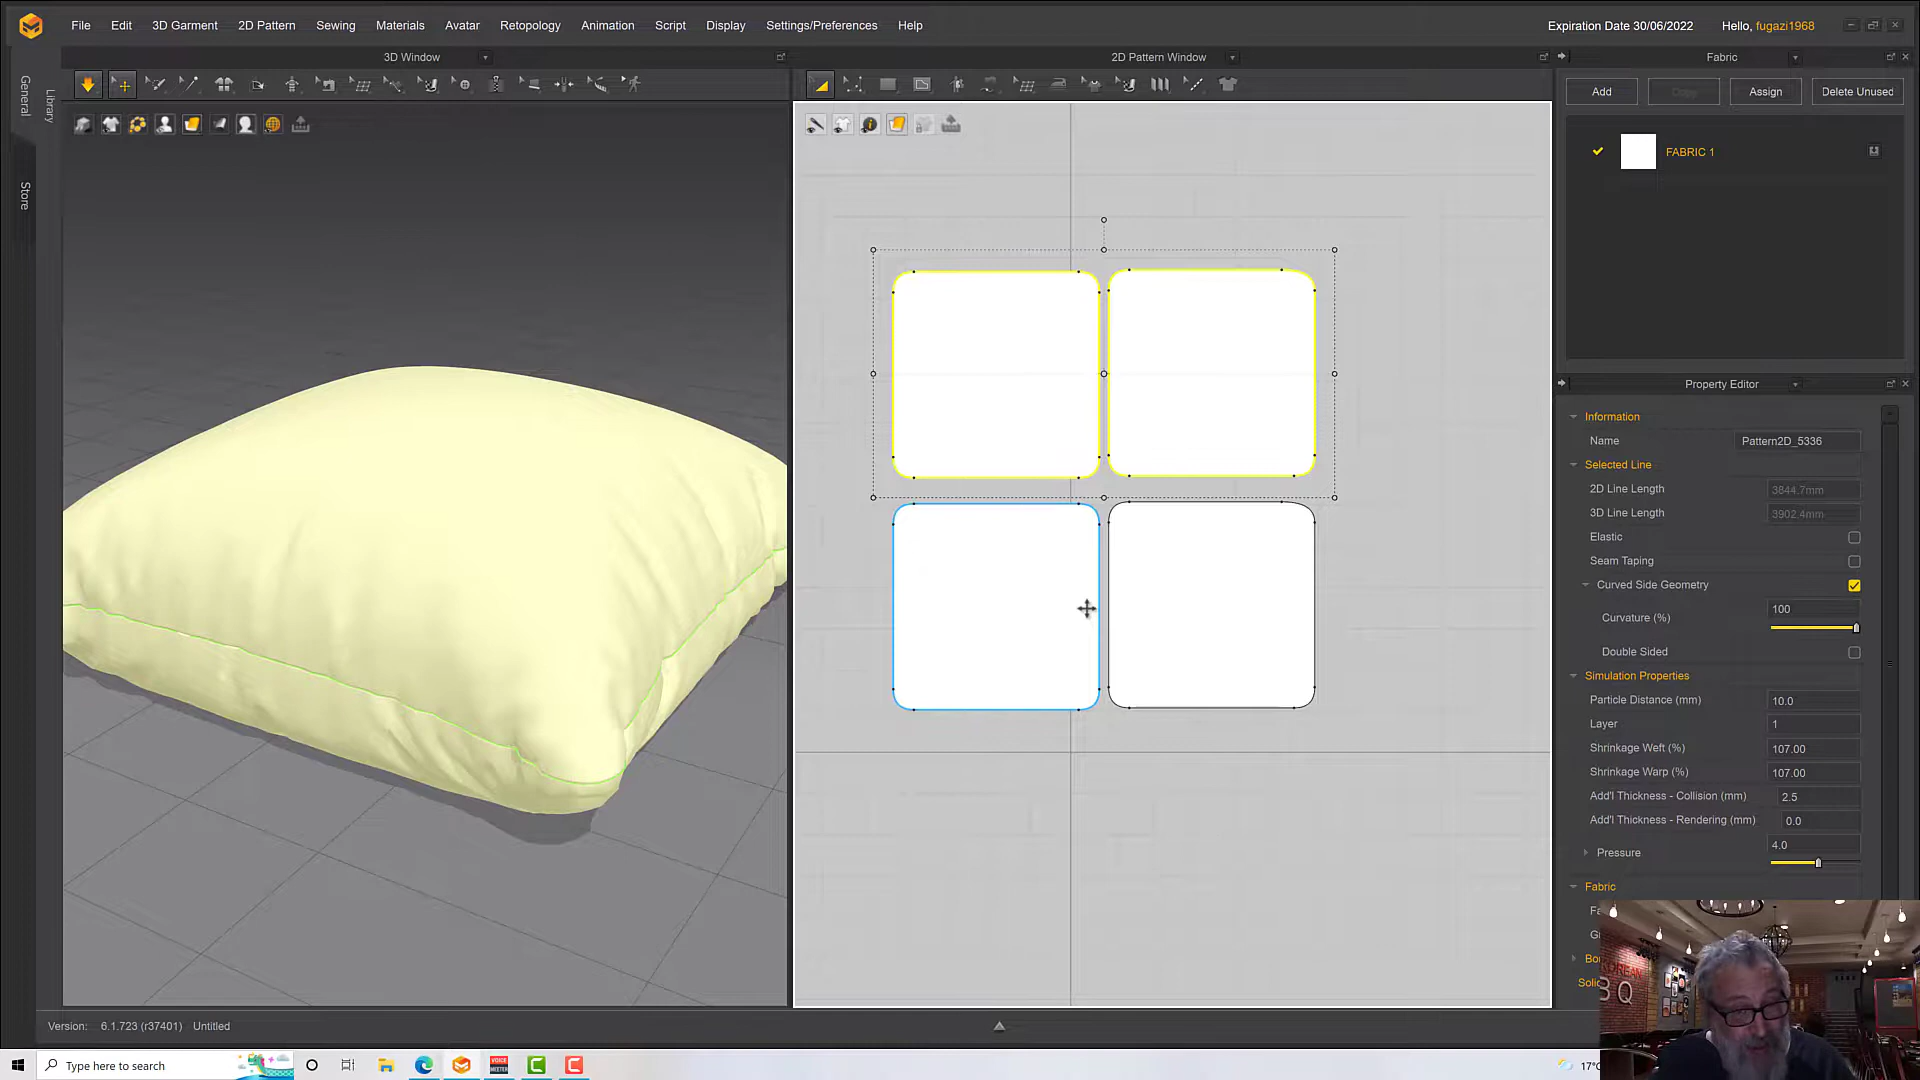 File Edit 3D Garment 2D Pattern Sewing Materials Avatar Retopology Animation Script Display Settings/Preferences Help Expiration Date 30/06/2022 Hello, fugazi1968
3D Window 2D Pattern Window Fabric
General
Library
Store
Add Copy Assign Delete Unused
FABRIC 1
Property Editor
Information
Name Pattern2D_5336
Selected Line
2D Line Length 3844.7mm
3D Line Length 3902.4mm
Elastic
Seam Taping
Curved Side Geometry
Curvature (%) 100
Double Sided
Simulation Properties
Particle Distance (mm) 10.0
Layer 1
Shrinkage Weft (%) 107.00
Shrinkage Warp (%) 107.00
Add'l Thickness - Collision (mm) 2.5
Add'l Thickness - Rendering (mm) 0.0
Pressure 4.0
Fabric
Version: 6.1.723 (r37401) Untitled
Type here to search
VOICE MEETER
17°C